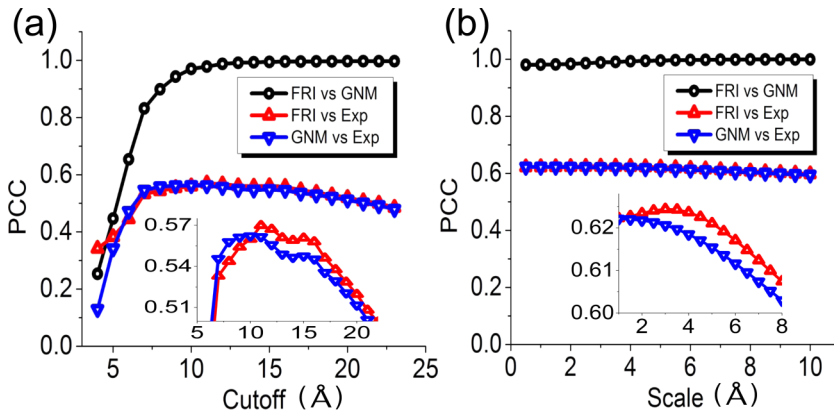 (a)
1.0
0.8
0.6
0.4
0.2
0.0
PCC
FRI vs GNM
FRI vs Exp
GNM vs Exp
0.57
0.54
0.51
5 10 15 20
5 10 15 20 25
Cutoff (Å)
(b)
1.0
0.8
0.6
0.4
0.2
0.0
PCC
FRI vs GNM
FRI vs Exp
GNM vs Exp
0.62
0.61
0.60
2 4 6 8
0 2 4 6 8 10
Scale (Å)